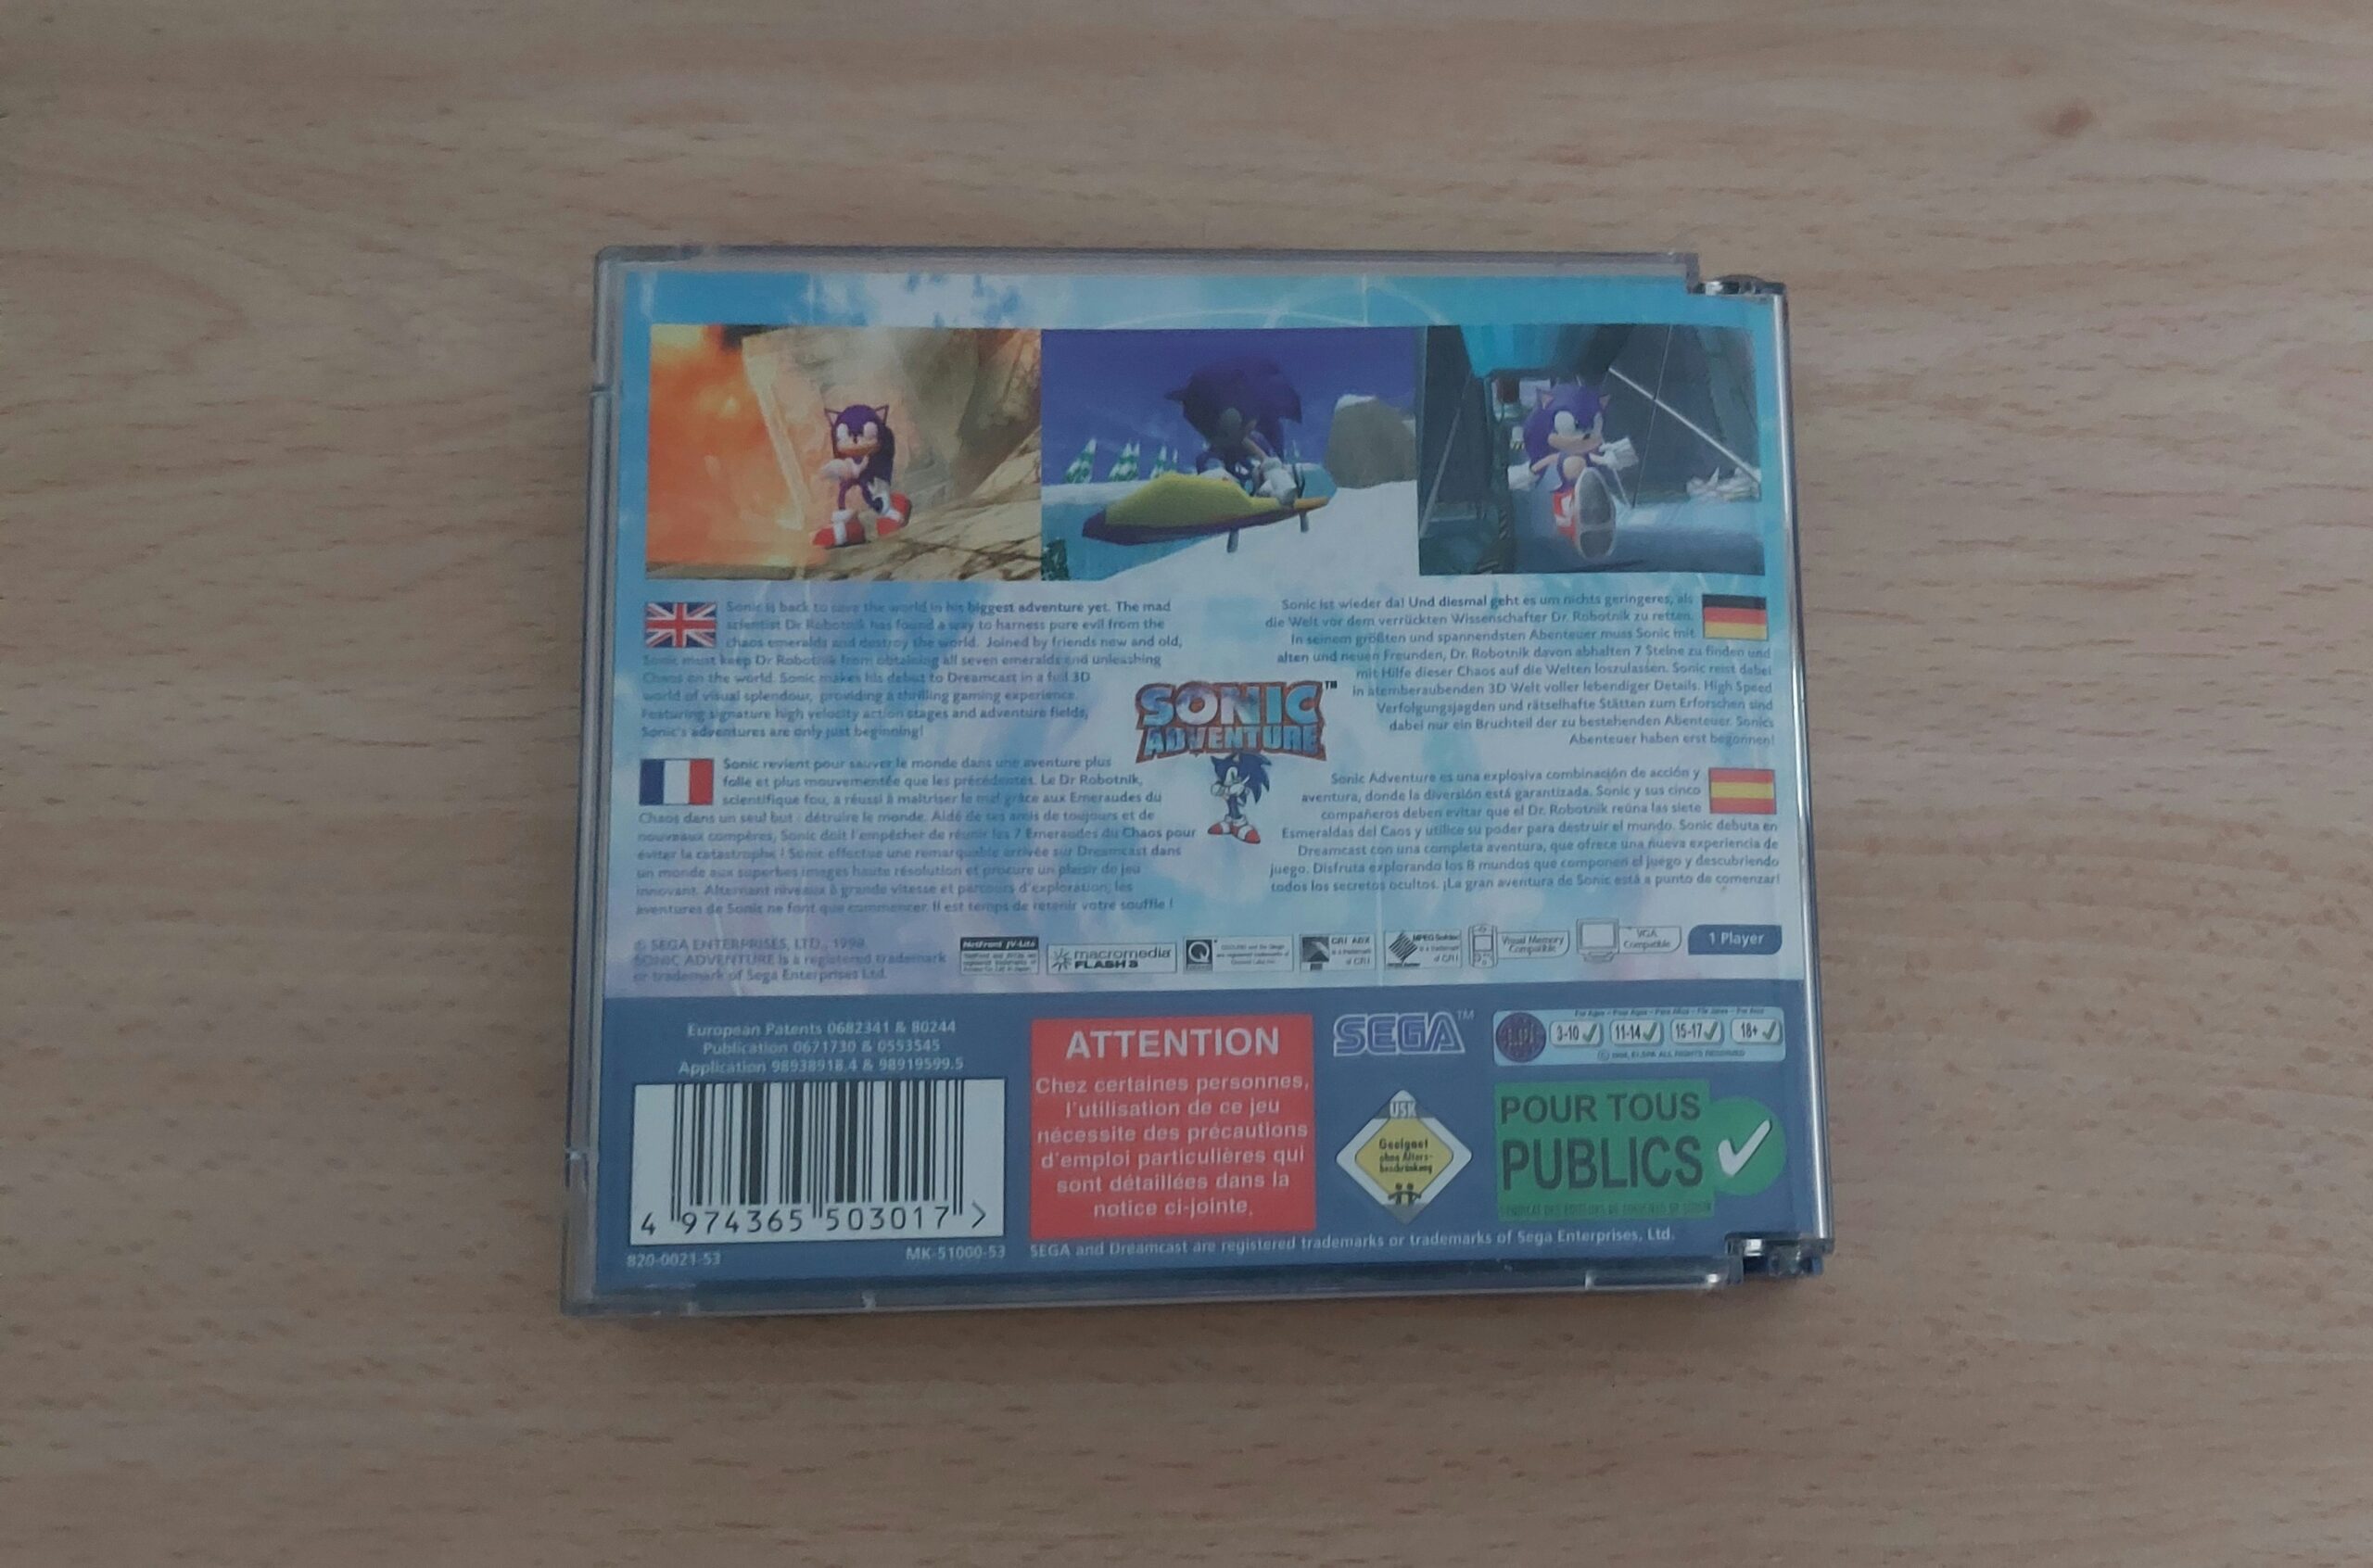 Sonic is back to save the world in his biggest adventure yet. The mad
scientist Dr Robotnik has found a way to harness pure evil from the
chaos emeralds and destroy the world. Joined by friends new and old,
Sonic must keep Dr Robotnik from obtaining all seven emeralds and unleashing
Chaos on the world. Sonic makes his debut to Dreamcast in a full 3D
world of visual splendour, providing a thrilling gaming experience.
Featuring signature high velocity action stages and adventure fields,
Sonic's adventures are only just beginning!
Sonic revient pour sauver le monde dans une aventure plus
folle et plus mouvementée que les précédentes. Le Dr Robotnik,
scientifique fou, a réussi à maîtriser le mal grâce aux Emeraudes du
Chaos dans un seul but : détruire le monde. Aidé de ses amis de toujours et de
nouveaux compères, Sonic doit l'empêcher de réunir les 7 Emeraudes du Chaos pour
éviter la catastrophe ! Sonic effectue une remarquable arrivée sur Dreamcast dans
un monde aux superbes images haute résolution et procure un plaisir de jeu
innovant. Alternant niveaux à grande vitesse et parcours d'exploration, les
aventures de Sonic ne font que commencer. Il est temps de retenir votre souffle !
SONIC™
ADVENTURE
Sonic ist wieder da! Und diesmal geht es um nichts geringeres, als
die Welt vor dem verrückten Wissenschafter Dr. Robotnik zu retten.
In seinem größten und spannendsten Abenteuer muss Sonic mit
alten und neuen Freunden, Dr. Robotnik davon abhalten 7 Steine zu finden und
mit Hilfe dieser Chaos auf die Welten loszulassen. Sonic reist dabei
in atemberaubenden 3D Welt voller lebendiger Details. High Speed
Verfolgungsjagden und rätselhafte Stätten zum Erforschen sind
dabei nur ein Bruchteil der zu bestehenden Abenteuer. Sonics
Abenteuer haben erst begonnen!
Sonic Adventure es una explosiva combinación de acción y
aventura, donde la diversión está garantizada. Sonic y sus cinco
compañeros deben evitar que el Dr. Robotnik reúna las siete
Esmeraldas del Caos y utilice su poder para destruir el mundo. Sonic debuta en
Dreamcast con una completa aventura, que ofrece una nueva experiencia de
juego. Disfruta explorando los 8 mundos que componen el juego y descubriendo
todos los secretos ocultos. ¡La gran aventura de Sonic está a punto de comenzar!
© SEGA ENTERPRISES, LTD., 1998.
SONIC ADVENTURE is a registered trademark
or trademark of Sega Enterprises Ltd.
NetFront JV-Lite
macromedia
FLASH 3
CRI ADX
is a trademark
of CRI
MPEG Sofdec
is a trademark
of CRI
Visual Memory
Compatible
VGA
Compatible
1 Player
European Patents 0682341 & 80244
Publication 0671730 & 0553545
Application 98938918.4 & 98919599.5
4 974365 503017 >
820-0021-53
MK-51000-53
ATTENTION
Chez certaines personnes,
l'utilisation de ce jeu
nécessite des précautions
d'emploi particulières qui
sont détaillées dans la
notice ci-jointe.
SEGA™
3-10 11-14 15-17 18+
USK
Geeignet
ohne Alters-
beschränkung
POUR TOUS
PUBLICS
SEGA and Dreamcast are registered trademarks or trademarks of Sega Enterprises, Ltd.